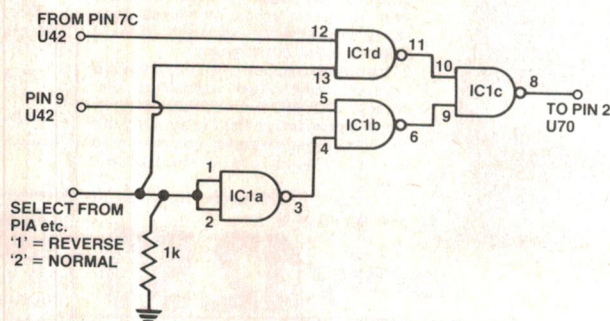 FROM PIN 7C
U42
12
13
IC1d
11
10
9
IC1c
8
TO PIN 2
U70
PIN 9
U42
5
4
IC1b
6
1
2
IC1a
3
SELECT FROM
PIA etc.
'1' = REVERSE
'2' = NORMAL
1k